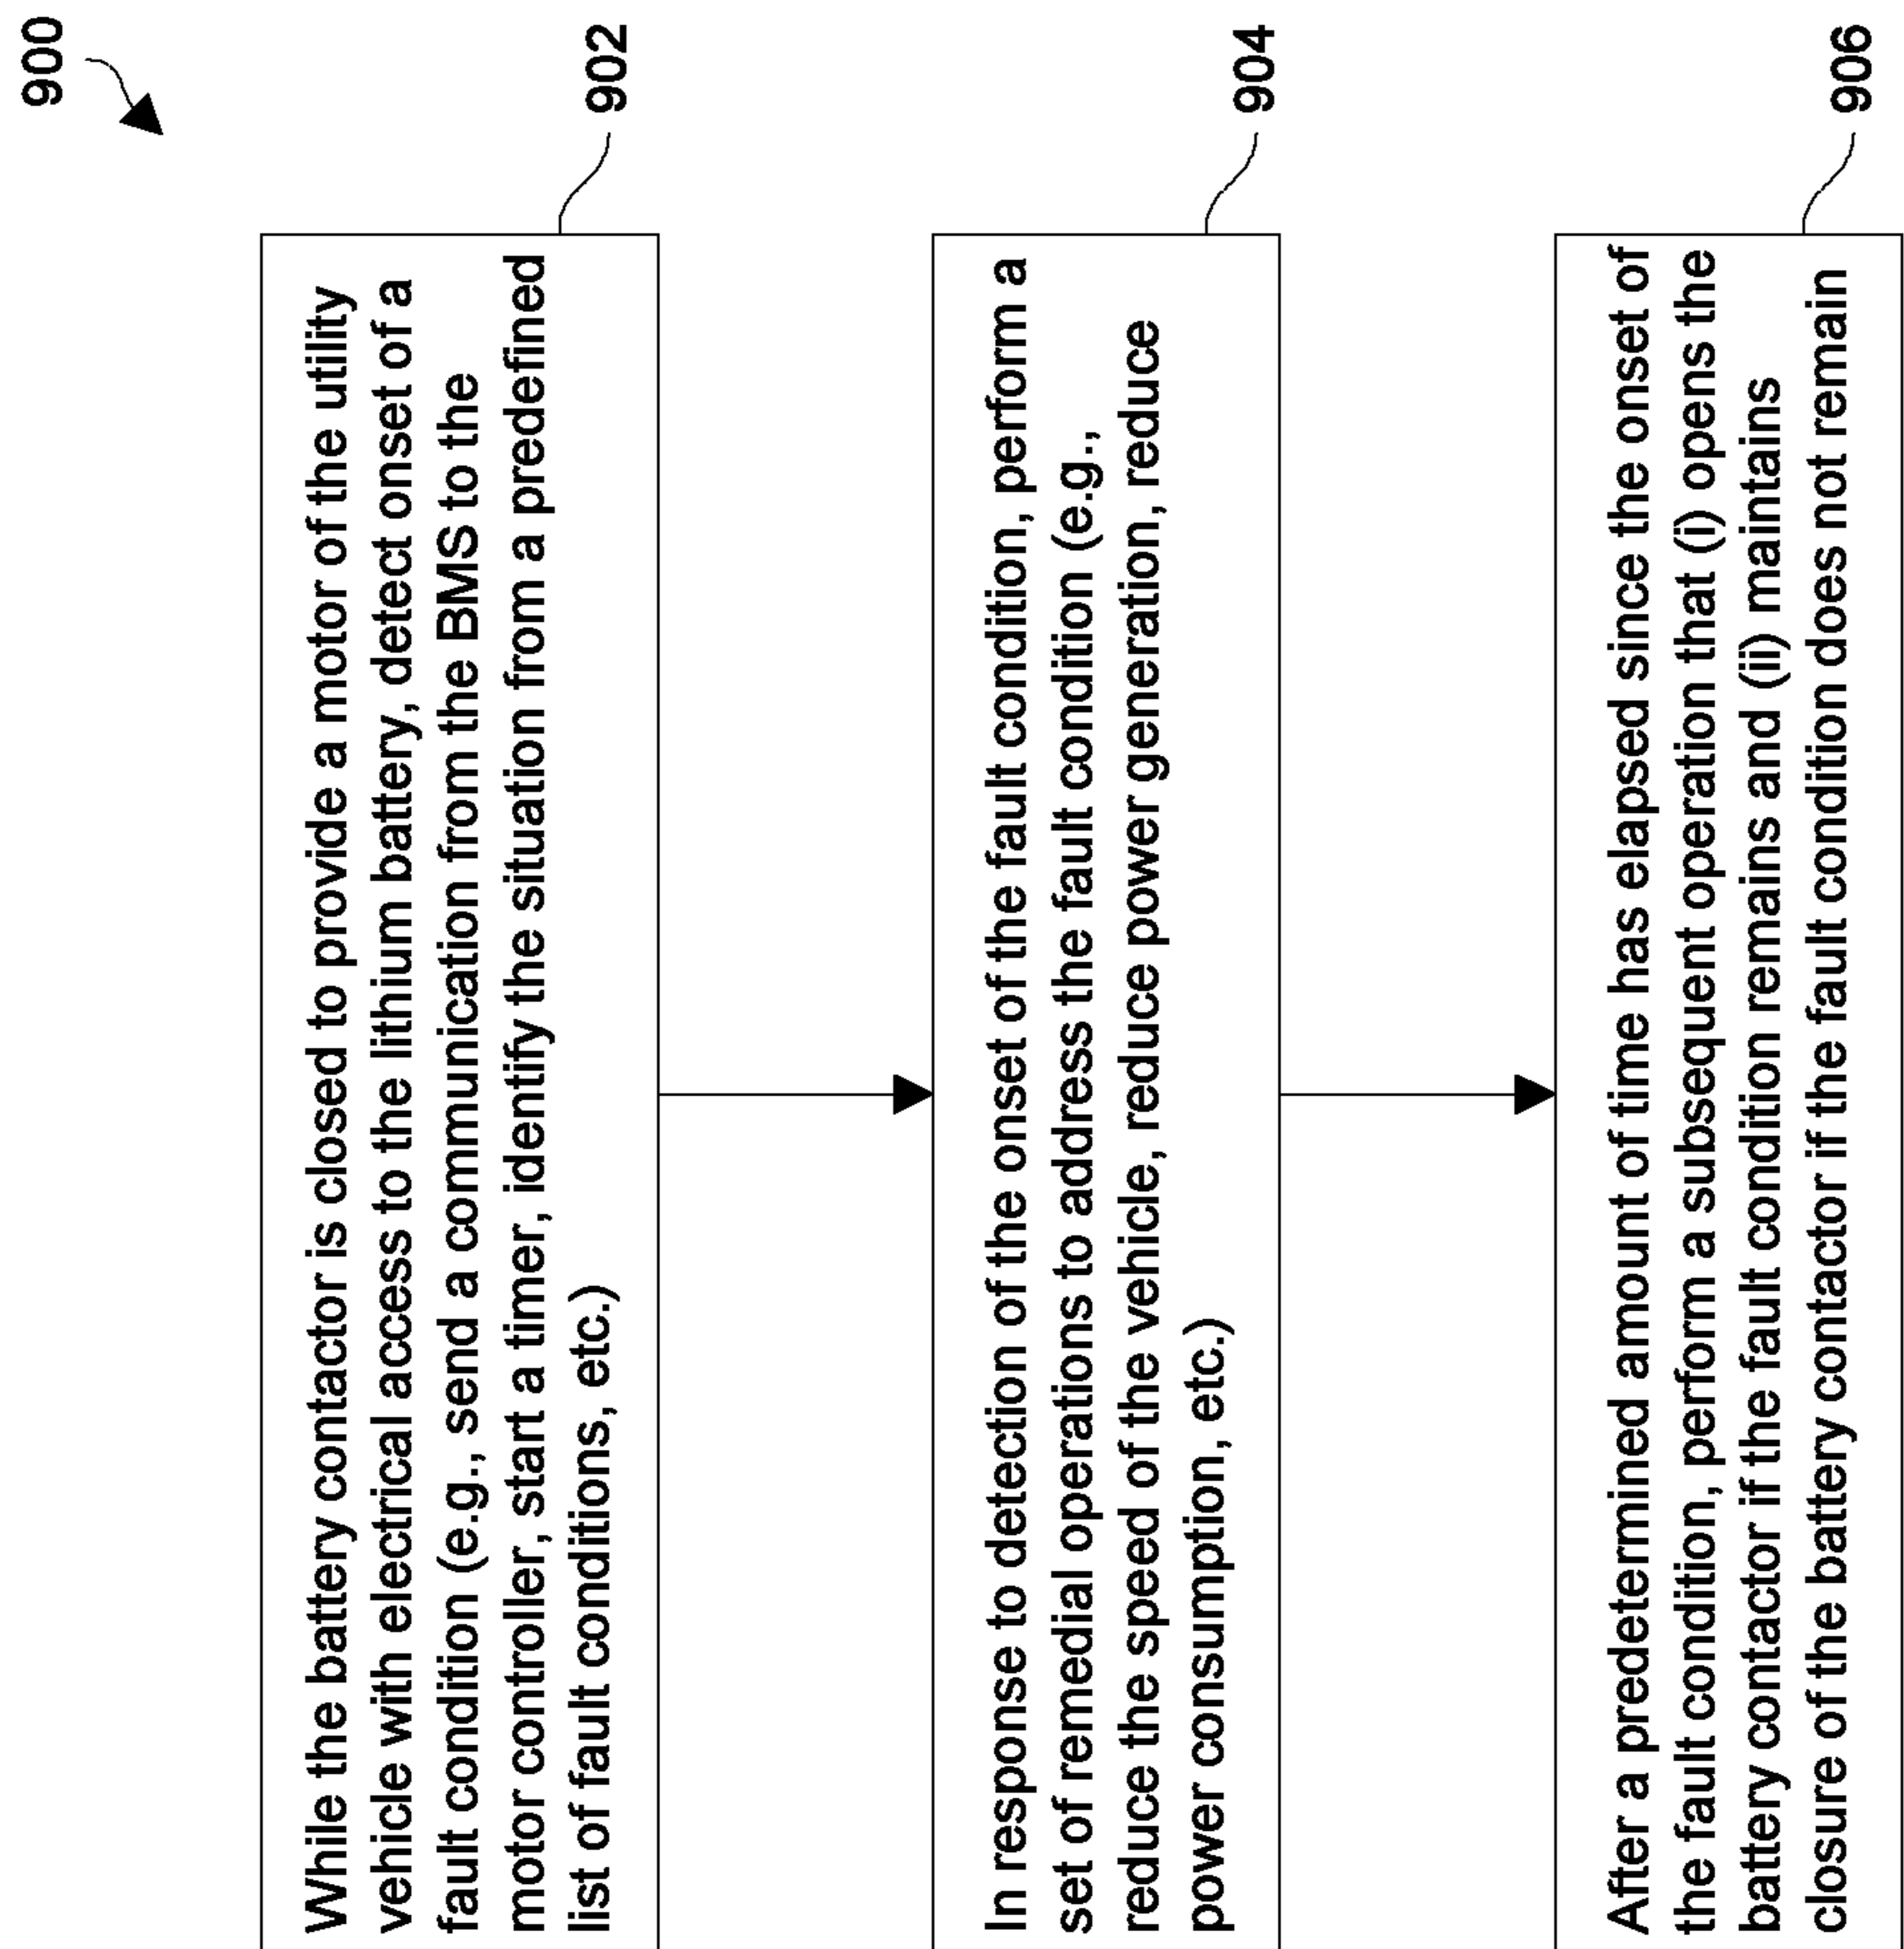 900
While the battery contactor is closed to provide a motor of the utility
vehicle with electrical access to the lithium battery, detect onset of a
fault condition (e.g., send a communication from the BMS to the
motor controller, start a timer, identify the situation from a predefined
list of fault conditions, etc.)
902
In response to detection of the onset of the fault condition, perform a
set of remedial operations to address the fault condition (e.g.,
reduce the speed of the vehicle, reduce power generation, reduce
power consumption, etc.)
904
After a predetermined amount of time has elapsed since the onset of
the fault condition, perform a subsequent operation that (i) opens the
battery contactor if the fault condition remains and (ii) maintains
closure of the battery contactor if the fault condition does not remain
906